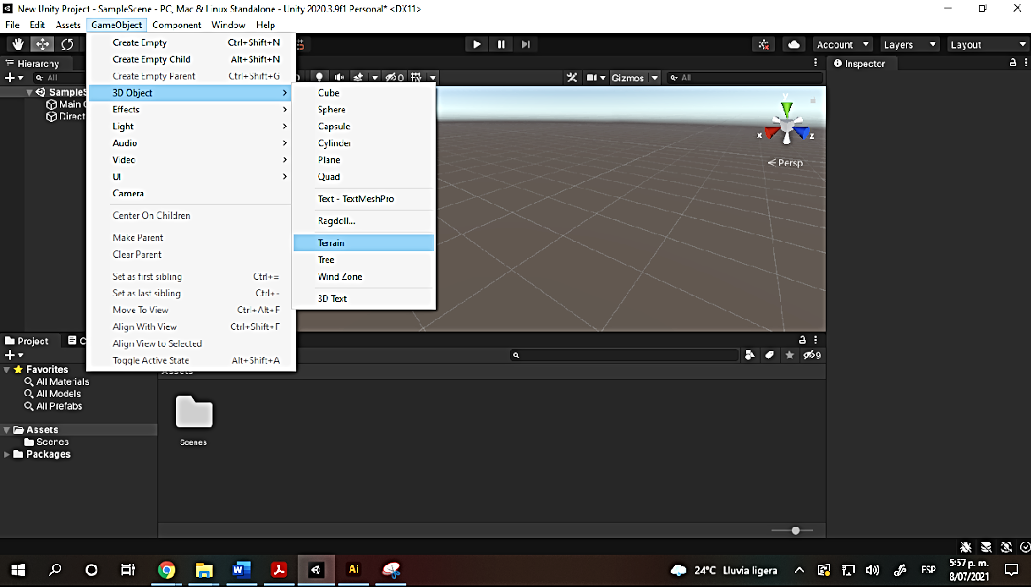 New Unity Project - SampleScene - PC, Mac & Linux Standalone - Unity 2020.3.9f1 Personal* <DX11>
File Edit Assets GameObject Component Window Help
Account Layers Layout
Hierarchy
All
SampleS
Main C
Direct
Create Empty Ctrl+Shift+N
Create Empty Child Alt+Shift+N
Create Empty Parent Ctrl+Shift+G
3D Object
Effects
Light
Audio
Video
UI
Camera
Center On Children
Make Parent
Clear Parent
Set as first sibling Ctrl+=
Set as last sibling Ctrl+-
Move To View Ctrl+Alt+F
Align With View Ctrl+Shift+F
Align View to Selected
Toggle Active State Alt+Shift+A
Cube
Sphere
Capsule
Cylinder
Plane
Quad
Text - TextMeshPro
Ragdoll...
Terrain
Tree
Wind Zone
3D Text
0
Gizmos
All
x
z
Persp
Inspector
Project
C
9
Favorites
All Materials
All Models
All Prefabs
Assets
Scenes
Packages
Assets
Scenes
W
Ai
24°C Lluvia ligera
ESP
5:57 p. m.
8/07/2021